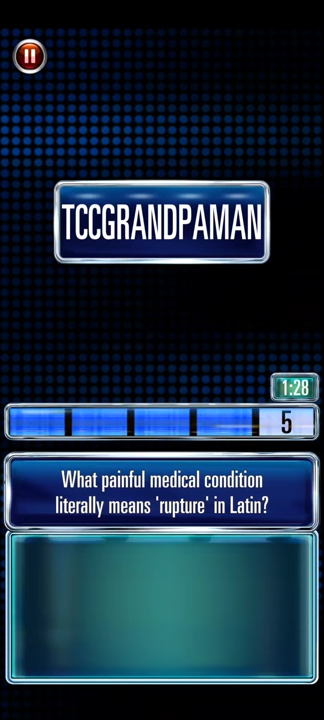 TCCGRANDPAMAN
1:28
5
What painful medical condition
literally means 'rupture' in Latin?